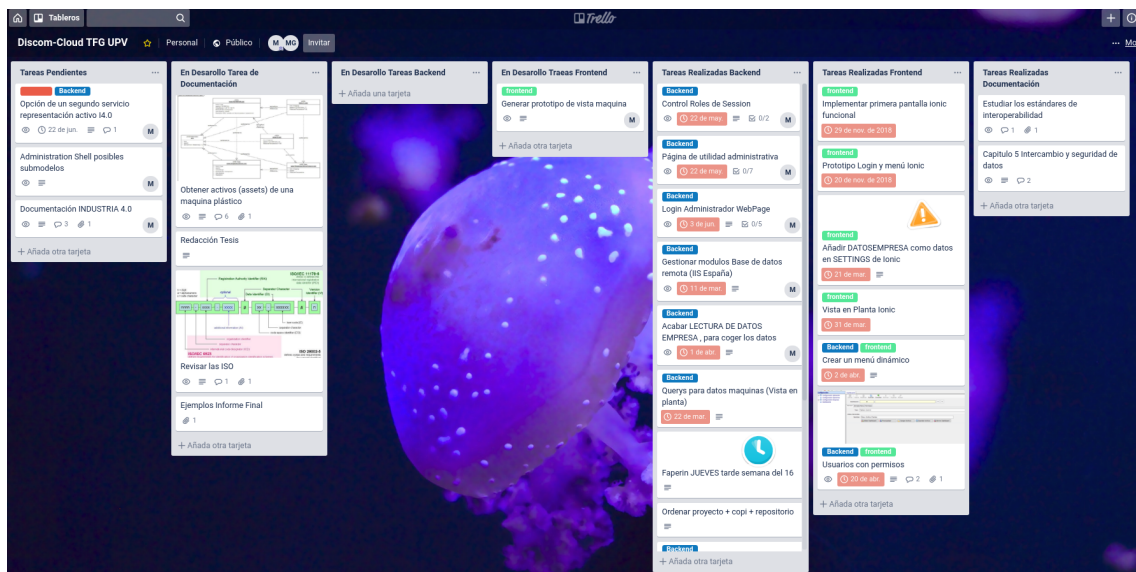 Tableros
Trello
Discom-Cloud TFG UPV
Personal
Público
M MG
Invitar
Mo
Tareas Pendientes
Backend
Opción de un segundo servicio
representación activo I4.0
22 de jun.
1
M
Administration Shell posibles
submodelos
M
Documentación INDUSTRIA 4.0
3
1
M
+ Añada otra tarjeta
En Desarollo Tarea de
Documentación
Obtener activos (assets) de una
maquina plástico
6
1
Redacción Tesis
Revisar las ISO
1
1
Ejemplos Informe Final
1
+ Añada otra tarjeta
En Desarollo Tareas Backend
+ Añada una tarjeta
En Desarollo Traeas Frontend
frontend
Generar prototipo de vista maquina
M
+ Añada otra tarjeta
Tareas Realizadas Backend
Backend
Control Roles de Session
22 de may.
0/2
M
Backend
Página de utilidad administrativa
22 de may.
0/7
M
Backend
Login Administrador WebPage
3 de jun.
0/5
M
Backend
Gestionar modulos Base de datos
remota (IIS España)
11 de mar.
M
Backend
Acabar LECTURA DE DATOS
EMPRESA , para coger los datos
1 de abr.
M
Backend
Querys para datos maquinas (Vista en
planta)
22 de mar.
Faperin JUEVES tarde semana del 16
Ordenar proyecto + copi + repositorio
Backend
+ Añada otra tarjeta
Tareas Realizadas Frontend
frontend
Implementar primera pantalla ionic
funcional
29 de nov. de 2018
frontend
Prototipo Login y menú Ionic
20 de nov. de 2018
frontend
Añadir DATOSEMPRESA como datos
en SETTINGS de Ionic
21 de mar.
frontend
Vista en Planta Ionic
31 de mar.
Backend frontend
Crear un menú dinámico
2 de abr.
Backend frontend
Usuarios con permisos
20 de abr.
2
1
+ Añada otra tarjeta
Tareas Realizadas
Documentación
Estudiar los estándares de
interoperabilidad
1
1
Capitulo 5 Intercambio y seguridad de
datos
2
+ Añada otra tarjeta